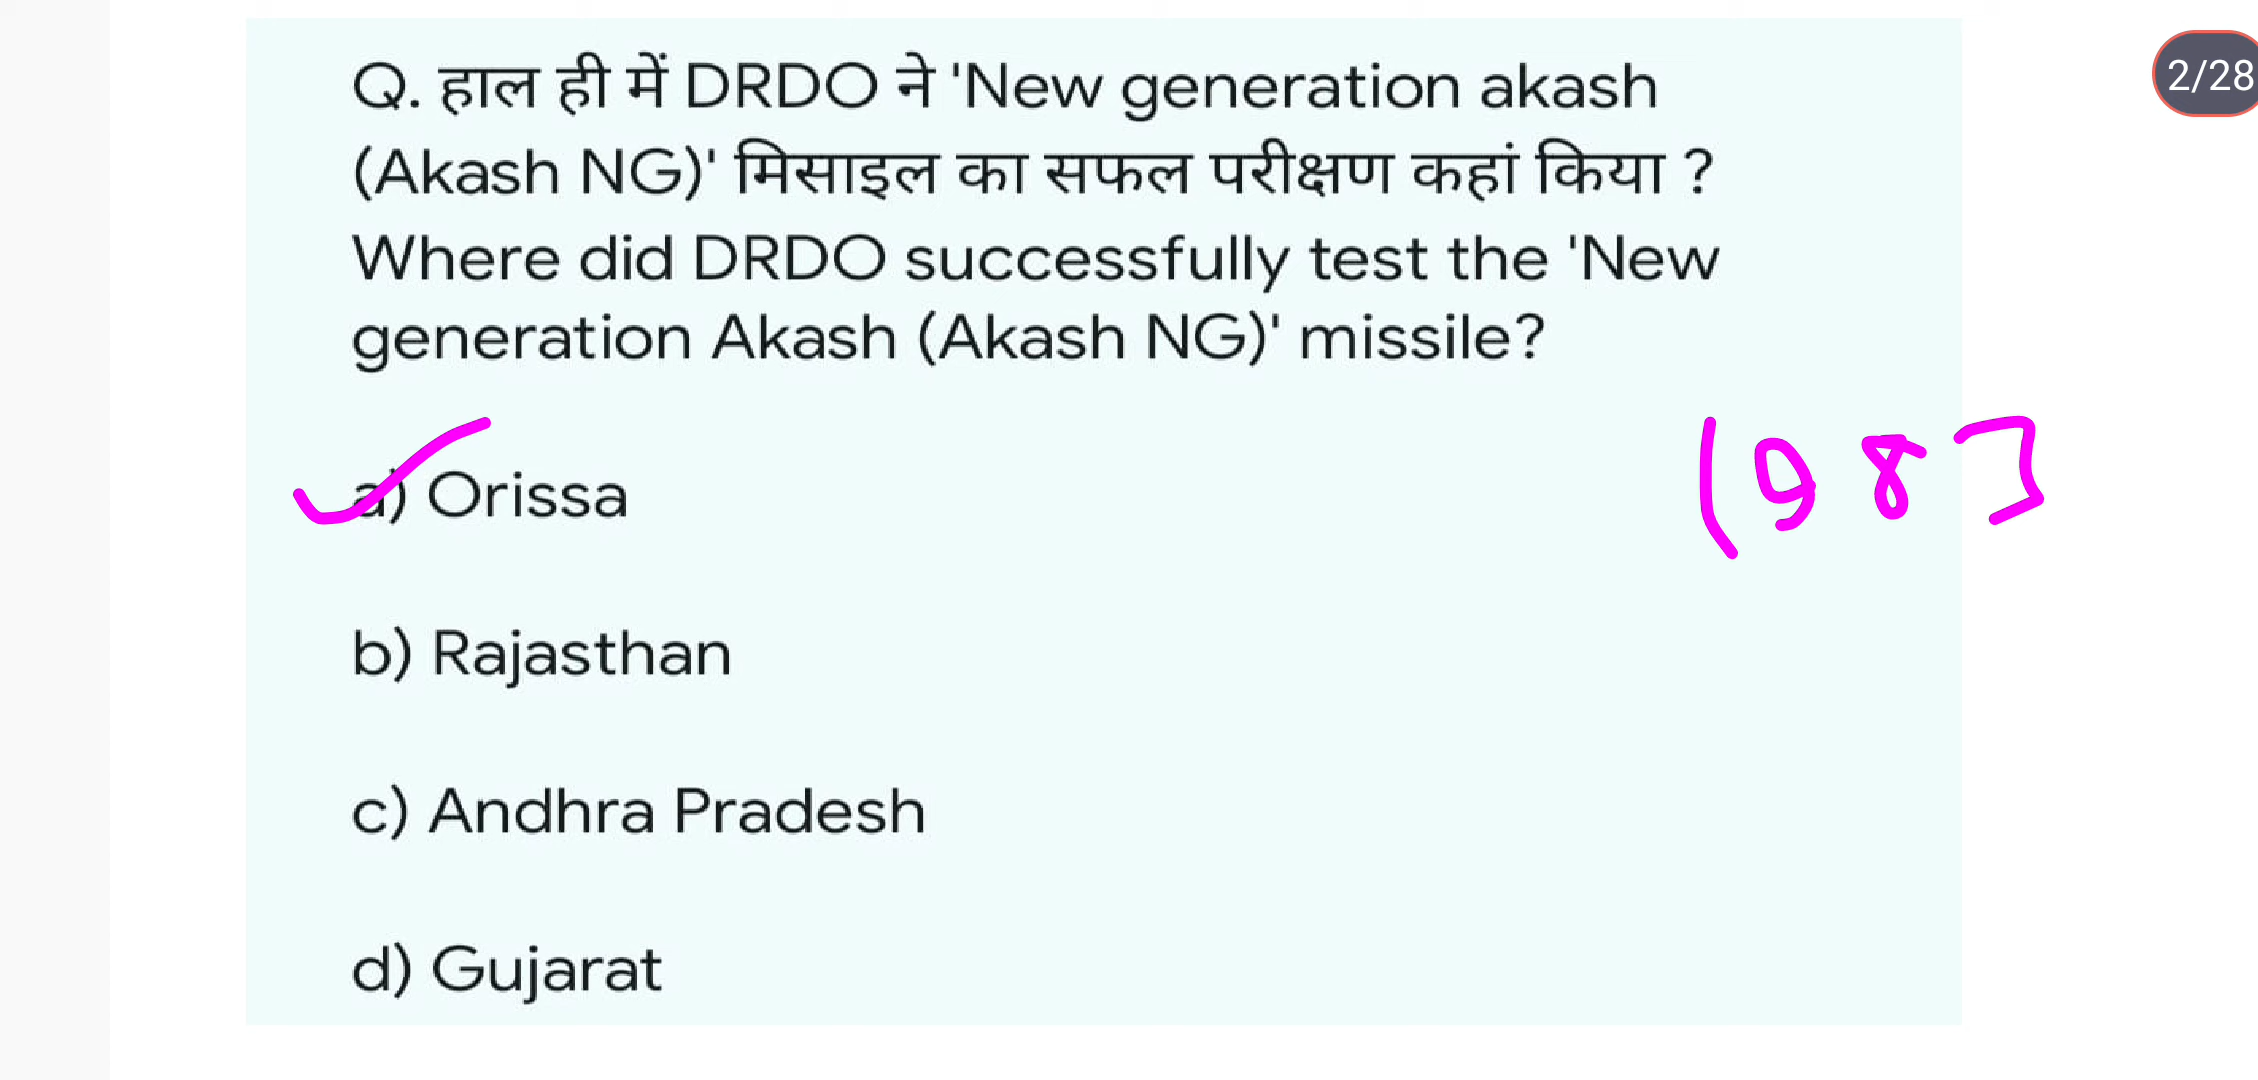 Q. हाल ही में DRDO ने 'New generation akash
2/28
(Akash NG)' मिसाइल का सफल परीक्षण कहां किया ?
Where did DRDO successfully test the 'New
generation Akash (Akash NG)' missile?
a) Orissa
1983
b) Rajasthan
c) Andhra Pradesh
d) Gujarat